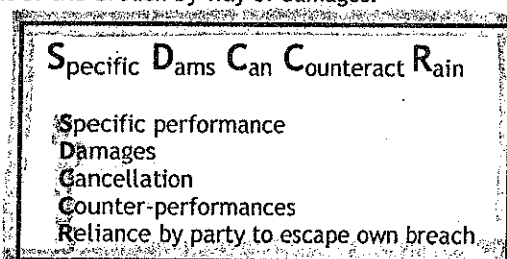 Specific Dams Can Counteract Rain
Specific performance
Damages
Cancellation
Counter-performances
Reliance by party to escape own breach